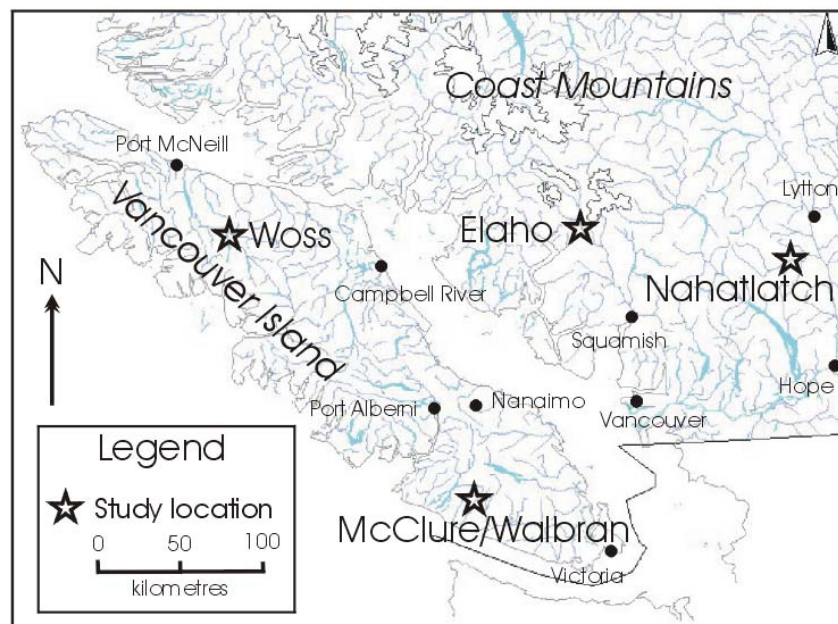 Coast Mountains
Port McNeill
Lytton
Vancouver Island
Woss
Elaho
Nahatlatch
Campbell River
N
Squamish
Hope
Port Alberni
Nanaimo
Vancouver
Legend
Study location
McClure/Walbran
0 50 100
kilometres
Victoria